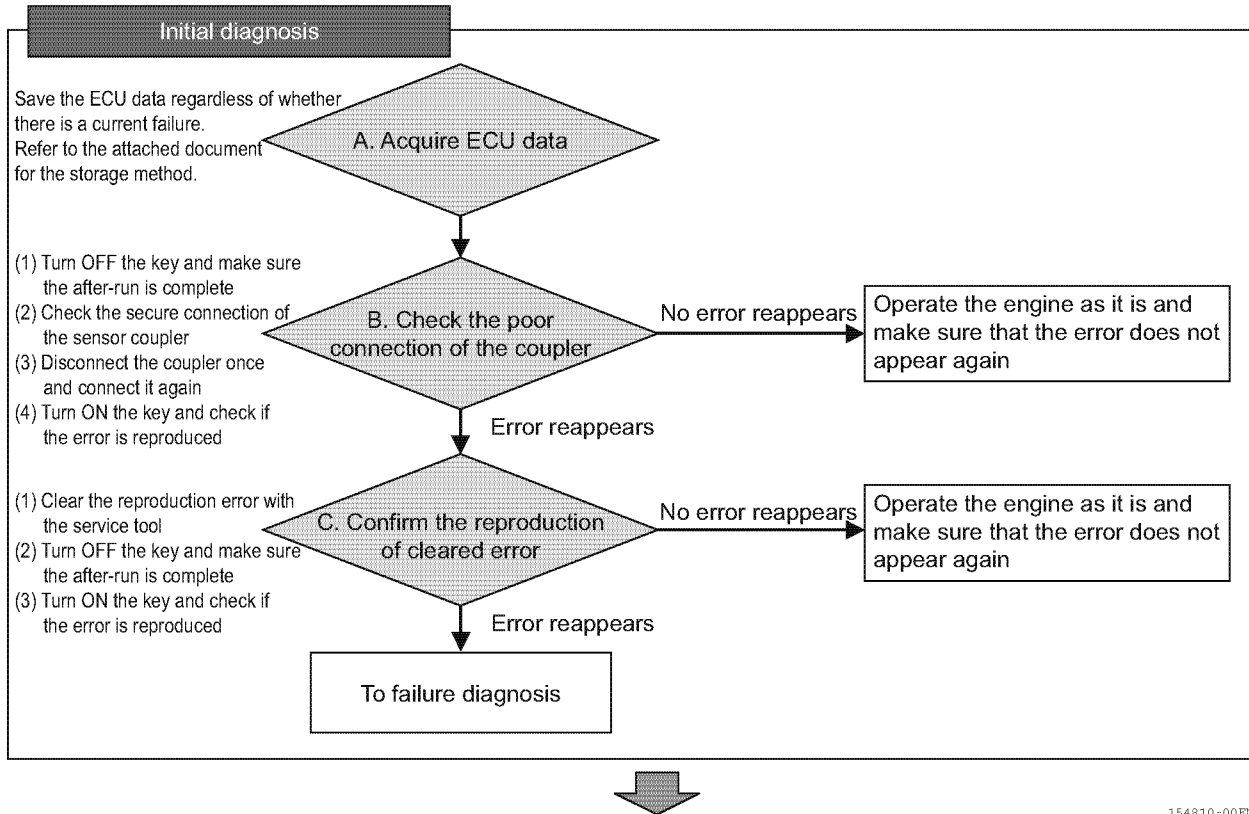 Initial diagnosis
Save the ECU data regardless of whether
there is a current failure.
Refer to the attached document
for the storage method.
A. Acquire ECU data
(1) Turn OFF the key and make sure
the after-run is complete
(2) Check the secure connection of
the sensor coupler
(3) Disconnect the coupler once
and connect it again
(4) Turn ON the key and check if
the error is reproduced
B. Check the poor
connection of the coupler
No error reappears
Operate the engine as it is and
make sure that the error does not
appear again
Error reappears
(1) Clear the reproduction error with
the service tool
(2) Turn OFF the key and make sure
the after-run is complete
(3) Turn ON the key and check if
the error is reproduced
C. Confirm the reproduction
of cleared error
No error reappears
Operate the engine as it is and
make sure that the error does not
appear again
Error reappears
To failure diagnosis